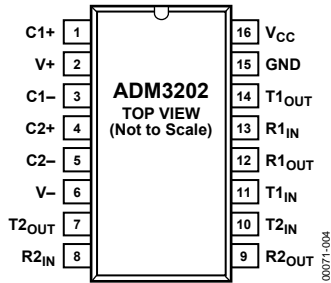 C1+ 1
V+ 2
C1– 3
C2+ 4
C2– 5
V– 6
T2OUT 7
R2IN 8
ADM3202
TOP VIEW
(Not to Scale)
16 VCC
15 GND
14 T1OUT
13 R1IN
12 R1OUT
11 T1IN
10 T2IN
9 R2OUT
00071-004